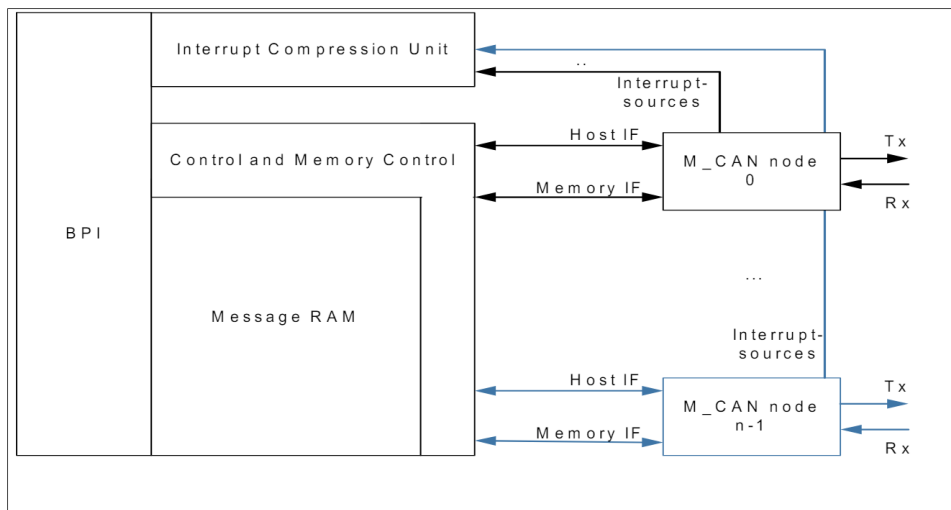 Interrupt Compression Unit
..
Interrupt-
sources
Host IF
Control and Memory Control
M_CAN node
0
Tx
Memory IF
Rx
BPI
...
Message RAM
Interrupt-
sources
Host IF
Tx
M_CAN node
n-1
Memory IF
Rx